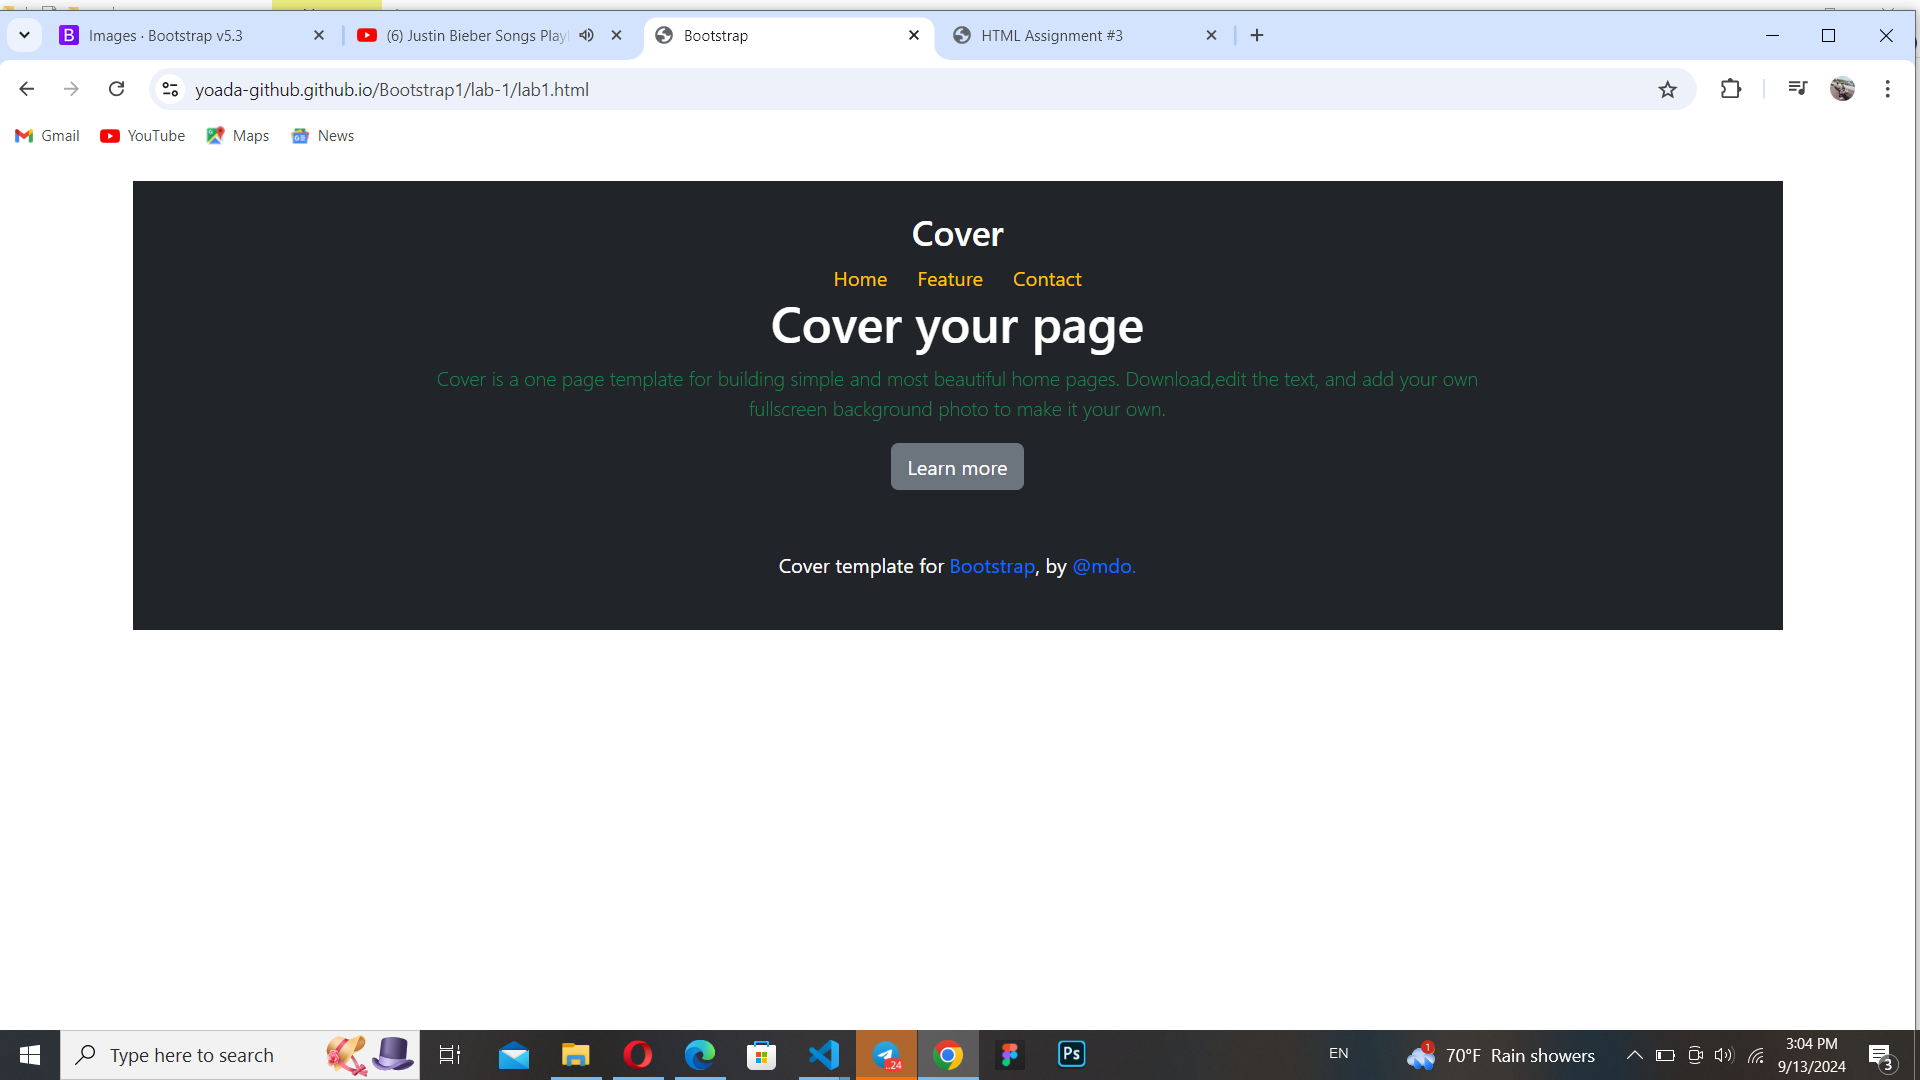 Images · Bootstrap v5.3
(6) Justin Bieber Songs Playl
Bootstrap
HTML Assignment #3
yoada-github.github.io/Bootstrap1/lab-1/lab1.html
Gmail
YouTube
Maps
News
Cover
Home Feature Contact
Cover your page
Cover is a one page template for building simple and most beautiful home pages. Download,edit the text, and add your own
fullscreen background photo to make it your own.
Learn more
Cover template for Bootstrap, by @mdo.
Type here to search
..24
Ps
EN
1
70°F Rain showers
3:04 PM
9/13/2024
3